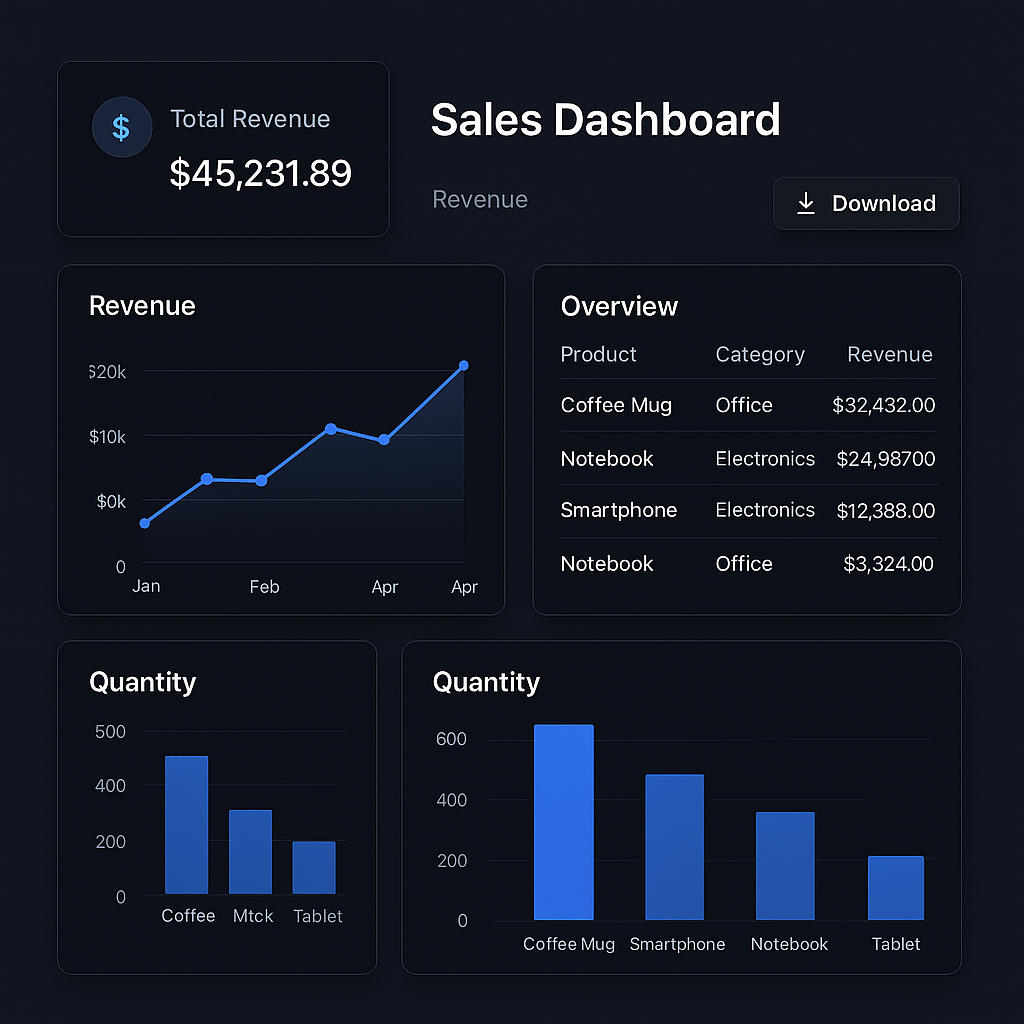 $
Total Revenue
$45,231.89
Sales Dashboard
Revenue
Download
Revenue
$20k
$10k
$0k
0
Jan Feb Apr Apr
Overview
Product Category Revenue
Coffee Mug Office $32,432.00
Notebook Electronics $24,98700
Smartphone Electronics $12,388.00
Notebook Office $3,324.00
Quantity
500
400
200
0
Coffee Mtck Tablet
Quantity
600
400
200
0
Coffee Mug Smartphone Notebook Tablet